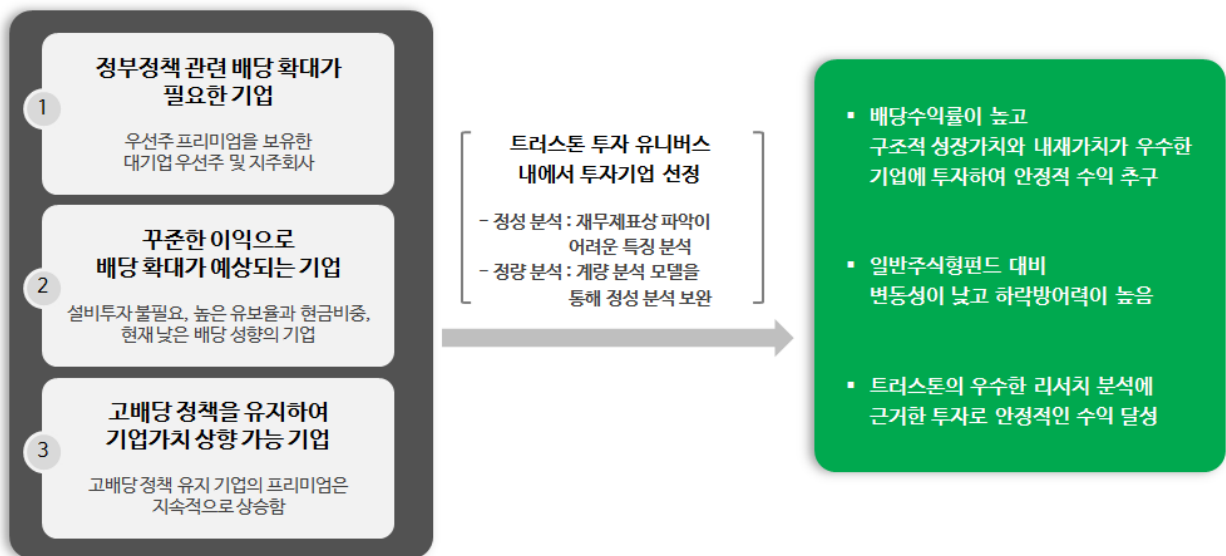 1
정부정책 관련 배당 확대가
필요한 기업
우선주 프리미엄을 보유한
대기업 우선주 및 지주회사
2
꾸준한 이익으로
배당 확대가 예상되는 기업
설비투자 불필요, 높은 유보율과 현금비중,
현재 낮은 배당 성향의 기업
3
고배당 정책을 유지하여
기업가치 상향 가능 기업
고배당 정책 유지 기업의 프리미엄은
지속적으로 상승함
트러스톤 투자 유니버스
내에서 투자기업 선정
- 정성 분석 : 재무제표상 파악이
어려운 특징 분석
- 정량 분석 : 계량 분석 모델을
통해 정성 분석 보완
▪ 배당수익률이 높고
구조적 성장가치와 내재가치가 우수한
기업에 투자하여 안정적 수익 추구
▪ 일반주식형펀드 대비
변동성이 낮고 하락방어력이 높음
▪ 트러스톤의 우수한 리서치 분석에
근거한 투자로 안정적인 수익 달성